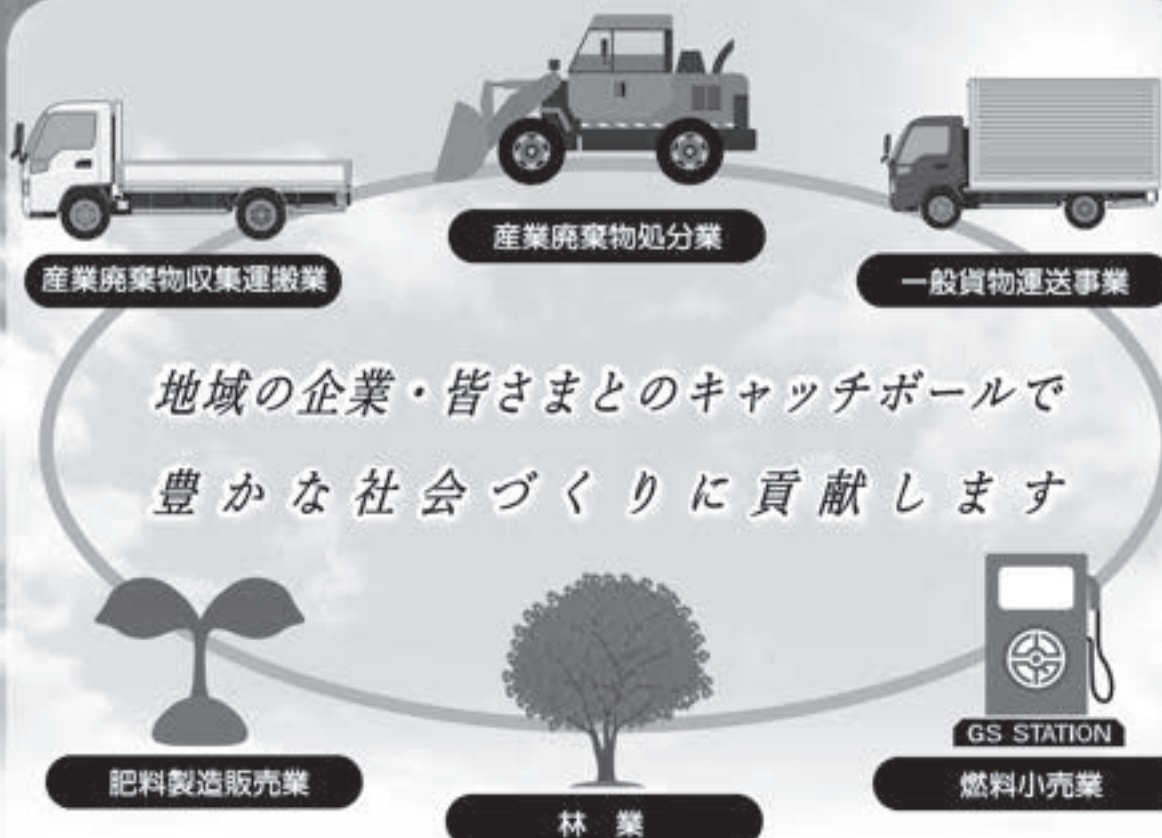 産業廃棄物処分業
産業廃棄物収集運搬業
一般貨物運送事業
地域の企業・皆さまとのキャッチボールで
豊かな社会づくりに貢献します
GS STATION
肥料製造販売業
燃料小売業
林業